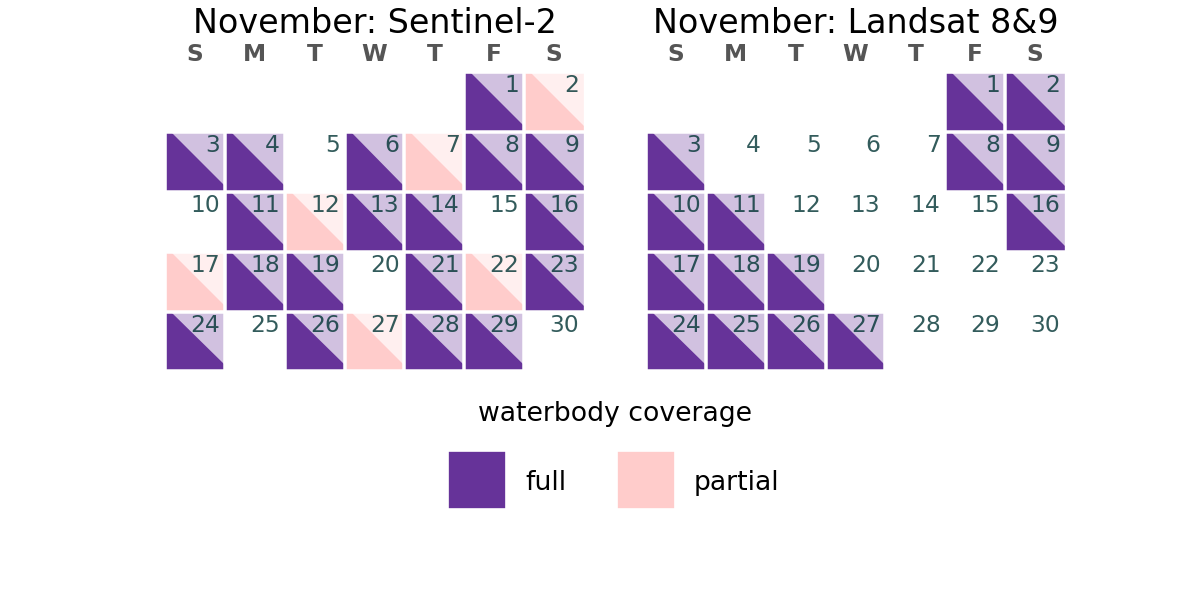 November: Sentinel-2
S M T W T F S
1 2
3 4 5 6 7 8 9
10 11 12 13 14 15 16
17 18 19 20 21 22 23
24 25 26 27 28 29 30
November: Landsat 8&9
S M T W T F S
1 2
3 4 5 6 7 8 9
10 11 12 13 14 15 16
17 18 19 20 21 22 23
24 25 26 27 28 29 30
waterbody coverage
full partial